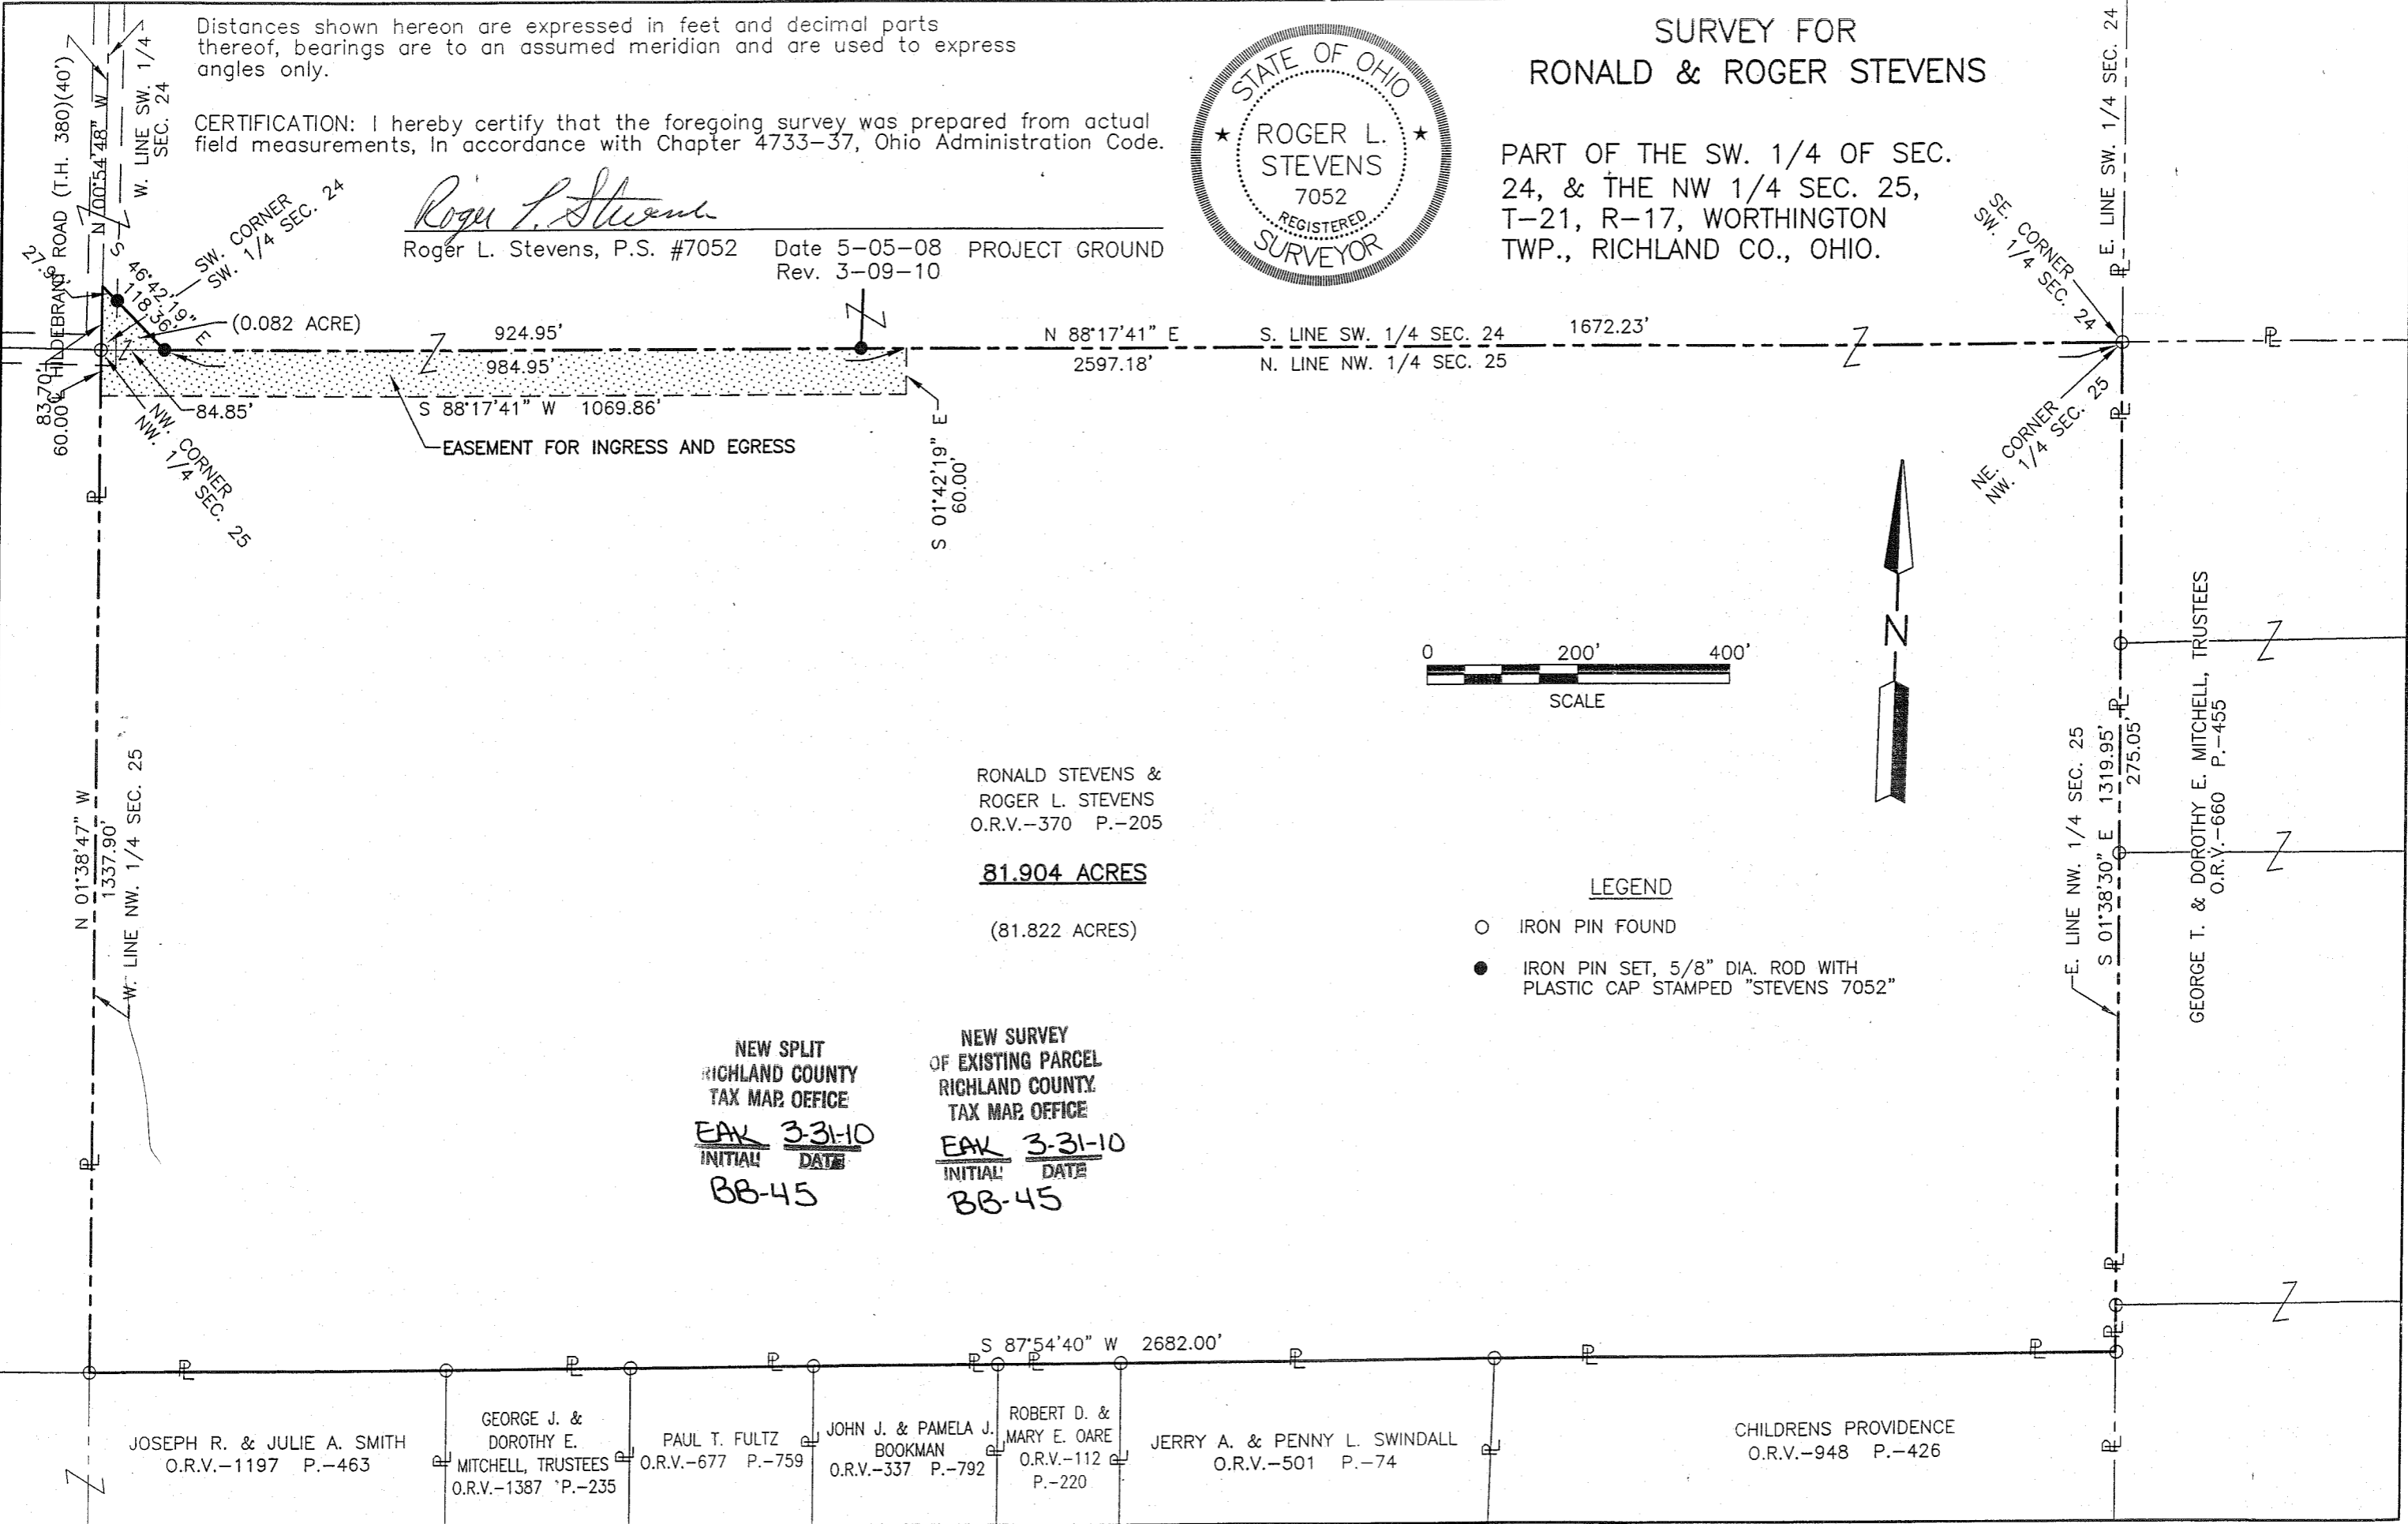 Distances shown hereon are expressed in feet and decimal parts
thereof, bearings are to an assumed meridian and are used to express
angles only.
CERTIFICATION: I hereby certify that the foregoing survey was prepared from actual
field measurements, In accordance with Chapter 4733-37, Ohio Administration Code.
Roger L. Stevens
Roger L. Stevens, P.S. #7052 Date 5-05-08 PROJECT GROUND
Rev. 3-09-10
STATE OF OHIO
ROGER L.
STEVENS
7052
REGISTERED
SURVEYOR
SURVEY FOR
RONALD & ROGER STEVENS
PART OF THE SW. 1/4 OF SEC.
24, & THE NW 1/4 SEC. 25,
T-21, R-17, WORTHINGTON
TWP., RICHLAND CO., OHIO.
HILDEBRAND ROAD (T.H. 380)(40')
N 00°54'48" W
W. LINE SW. 1/4
SEC. 24
SW. CORNER
SW. 1/4 SEC. 24
S 46°42'19" E
118.36'
(0.082 ACRE)
83.70'
60.00'
84.85'
NW. CORNER
NW. 1/4 SEC. 25
924.95'
984.95'
S 88°17'41" W 1069.86'
EASEMENT FOR INGRESS AND EGRESS
S 01°42'19" E
60.00'
N 88°17'41" E
2597.18'
S. LINE SW. 1/4 SEC. 24
N. LINE NW. 1/4 SEC. 25
1672.23'
E. LINE SW. 1/4 SEC. 24
SE. CORNER
SW. 1/4 SEC. 24
NE. CORNER
NW. 1/4 SEC. 25
N
0 200' 400'
SCALE
N 01°38'47" W
1337.90'
W. LINE NW. 1/4 SEC. 25
RONALD STEVENS &
ROGER L. STEVENS
O.R.V.-370 P.-205
81.904 ACRES
(81.822 ACRES)
LEGEND
IRON PIN FOUND
IRON PIN SET, 5/8" DIA. ROD WITH
PLASTIC CAP STAMPED "STEVENS 7052"
E. LINE NW. 1/4 SEC. 25
S 01°38'30" E 1319.95'
275.05'
GEORGE T. & DOROTHY E. MITCHELL, TRUSTEES
O.R.V.-660 P.-455
NEW SPLIT
RICHLAND COUNTY
TAX MAP OFFICE
EAK 3-31-10
INITIAL DATE
BB-45
NEW SURVEY
OF EXISTING PARCEL
RICHLAND COUNTY
TAX MAP OFFICE
EAK 3-31-10
INITIAL DATE
BB-45
S 87°54'40" W 2682.00'
JOSEPH R. & JULIE A. SMITH
O.R.V.-1197 P.-463
GEORGE J. &
DOROTHY E.
MITCHELL, TRUSTEES
O.R.V.-1387 P.-235
PAUL T. FULTZ
O.R.V.-677 P.-759
JOHN J. & PAMELA J.
BOOKMAN
O.R.V.-337 P.-792
ROBERT D. &
MARY E. OARE
O.R.V.-112
P.-220
JERRY A. & PENNY L. SWINDALL
O.R.V.-501 P.-74
CHILDRENS PROVIDENCE
O.R.V.-948 P.-426